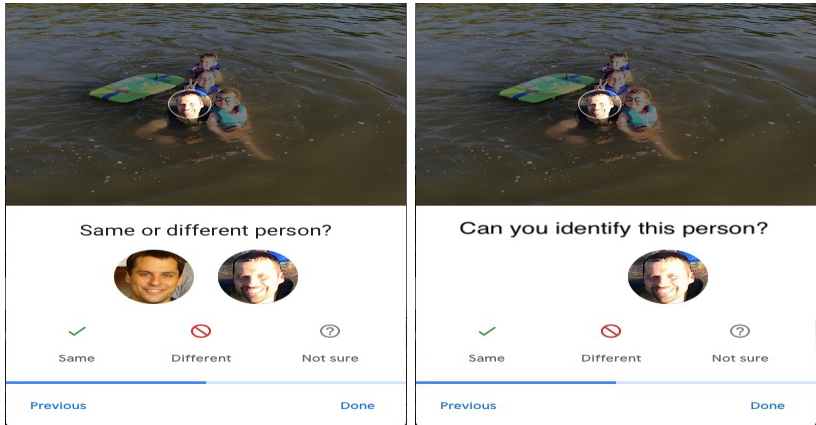 Same or different person?
Same
Different
Not sure
Previous
Done
Can you identify this person?
Same
Different
Not sure
Previous
Done